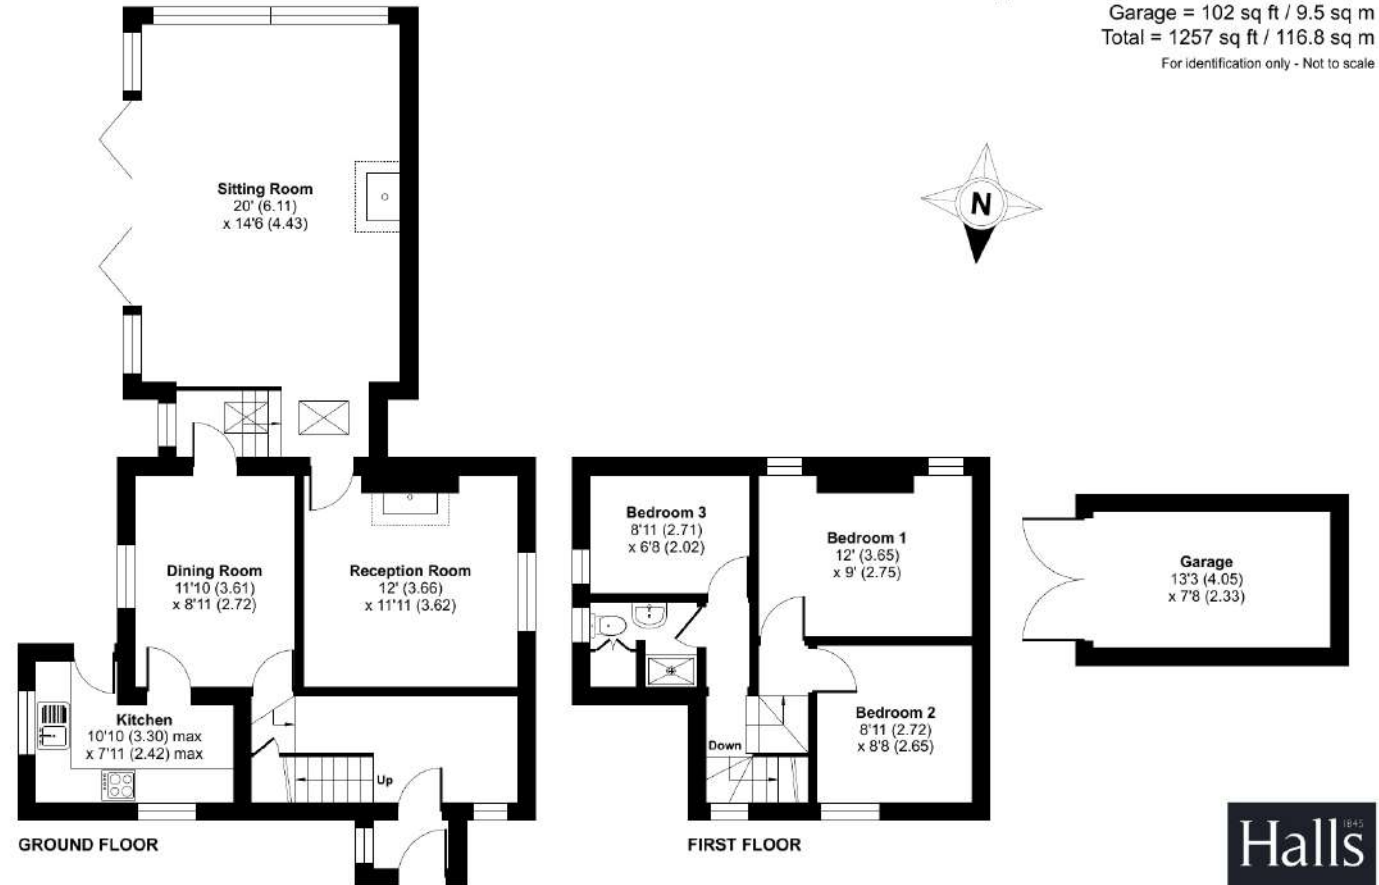 Garage = 102 sq ft / 9.5 sq m
Total = 1257 sq ft / 116.8 sq m
For identification only - Not to scale
Sitting Room
20' (6.11)
x 14'6 (4.43)
N
Dining Room
11'10 (3.61)
x 8'11 (2.72)
Reception Room
12' (3.66)
x 11'11 (3.62)
Kitchen
10'10 (3.30) max
x 7'11 (2.42) max
Up
GROUND FLOOR
Bedroom 3
8'11 (2.71)
x 6'8 (2.02)
Bedroom 1
12' (3.65)
x 9' (2.75)
Bedroom 2
8'11 (2.72)
x 8'8 (2.65)
Down
FIRST FLOOR
Garage
13'3 (4.05)
x 7'8 (2.33)
1845
Halls